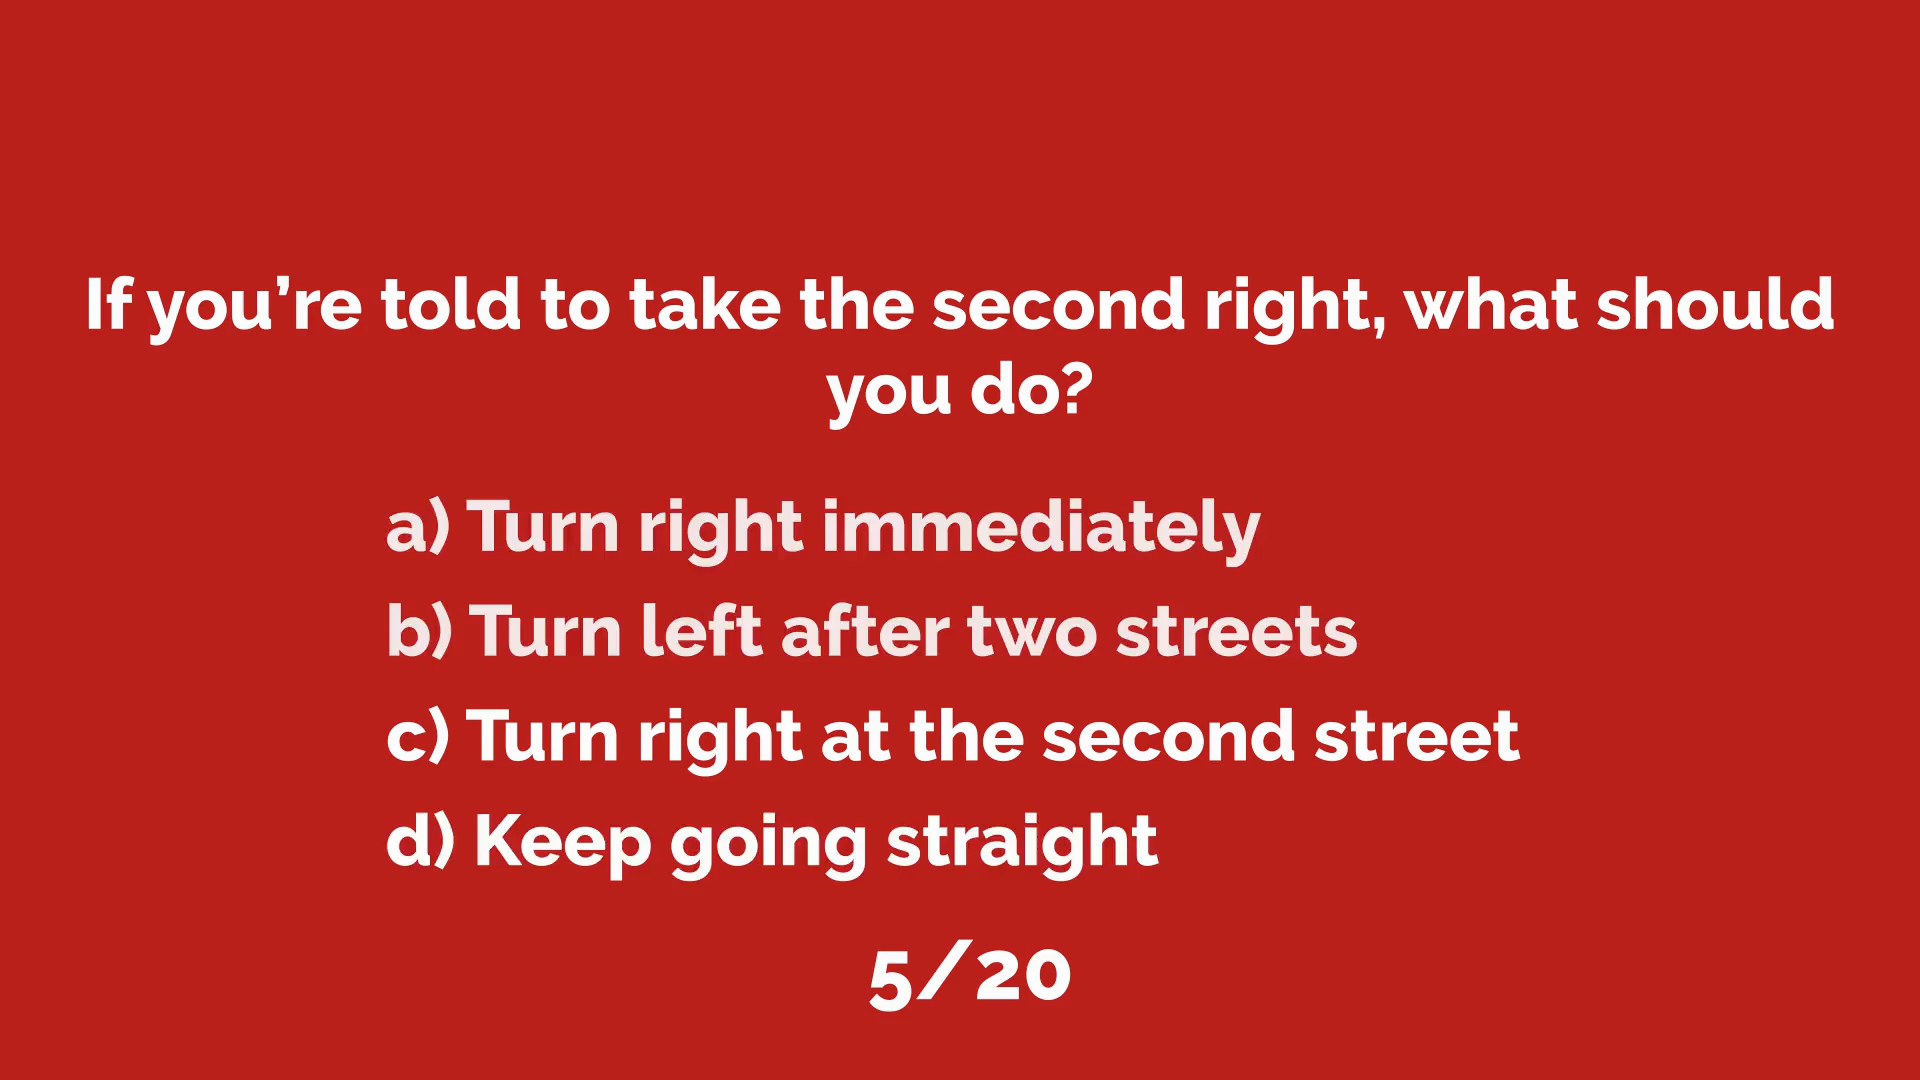 If you’re told to take the second right, what should
you do?
a) Turn right immediately
b) Turn left after two streets
c) Turn right at the second street
d) Keep going straight
5/20